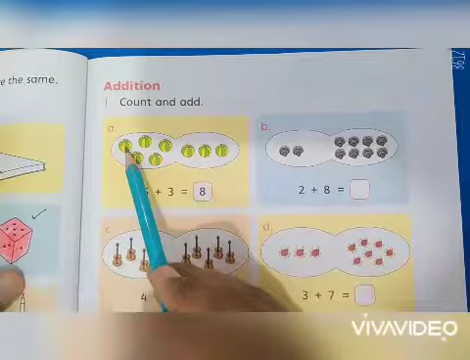 e the same.
Addition
1 Count and add.
a.
b.
+ 3 = 8
2 + 8 =
c
d.
4
3 + 7 =
VIVAVIDEO